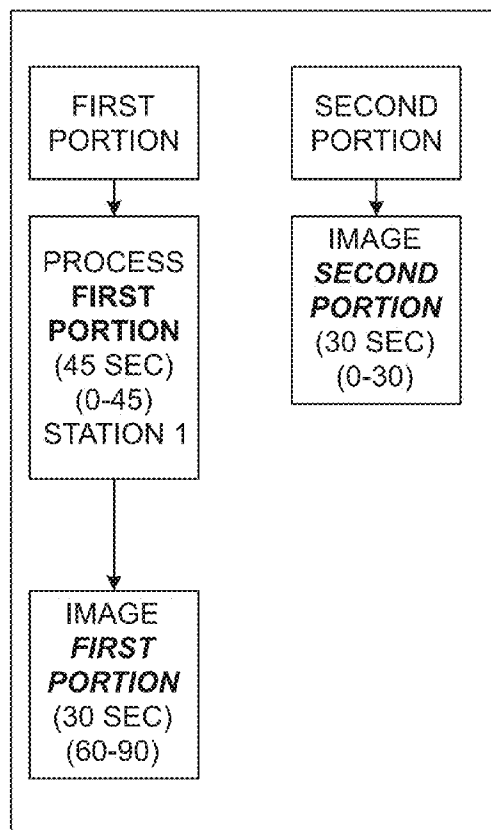 FIRST
PORTION
PROCESS
FIRST
PORTION
(45 SEC)
(0-45)
STATION 1
IMAGE
FIRST
PORTION
(30 SEC)
(60-90)
SECOND
PORTION
IMAGE
SECOND
PORTION
(30 SEC)
(0-30)